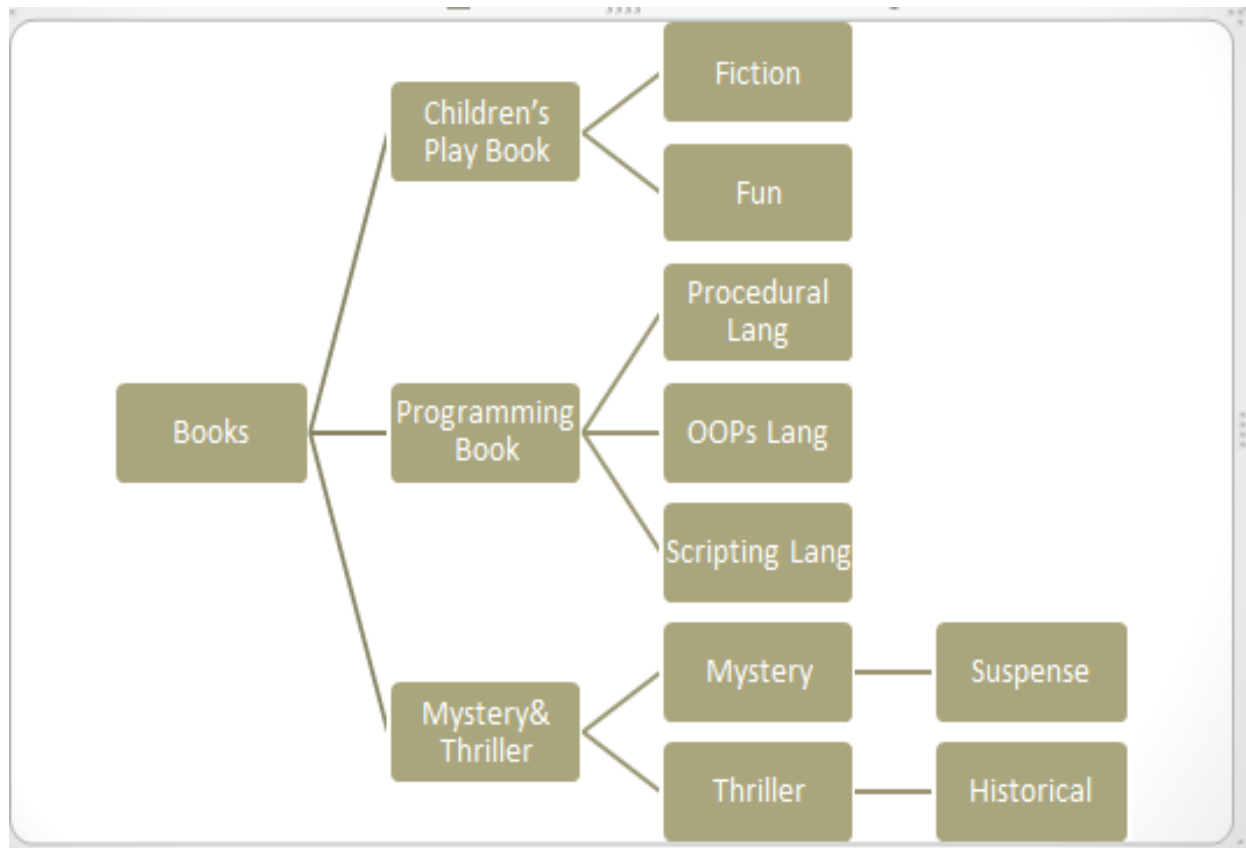 Fiction
Children's
Play Book
Fun
Procedural
Lang
Books
Programming
Book
OOPs Lang
Scripting Lang
Mystery
Suspense
Mystery&
Thriller
Thriller
Historical